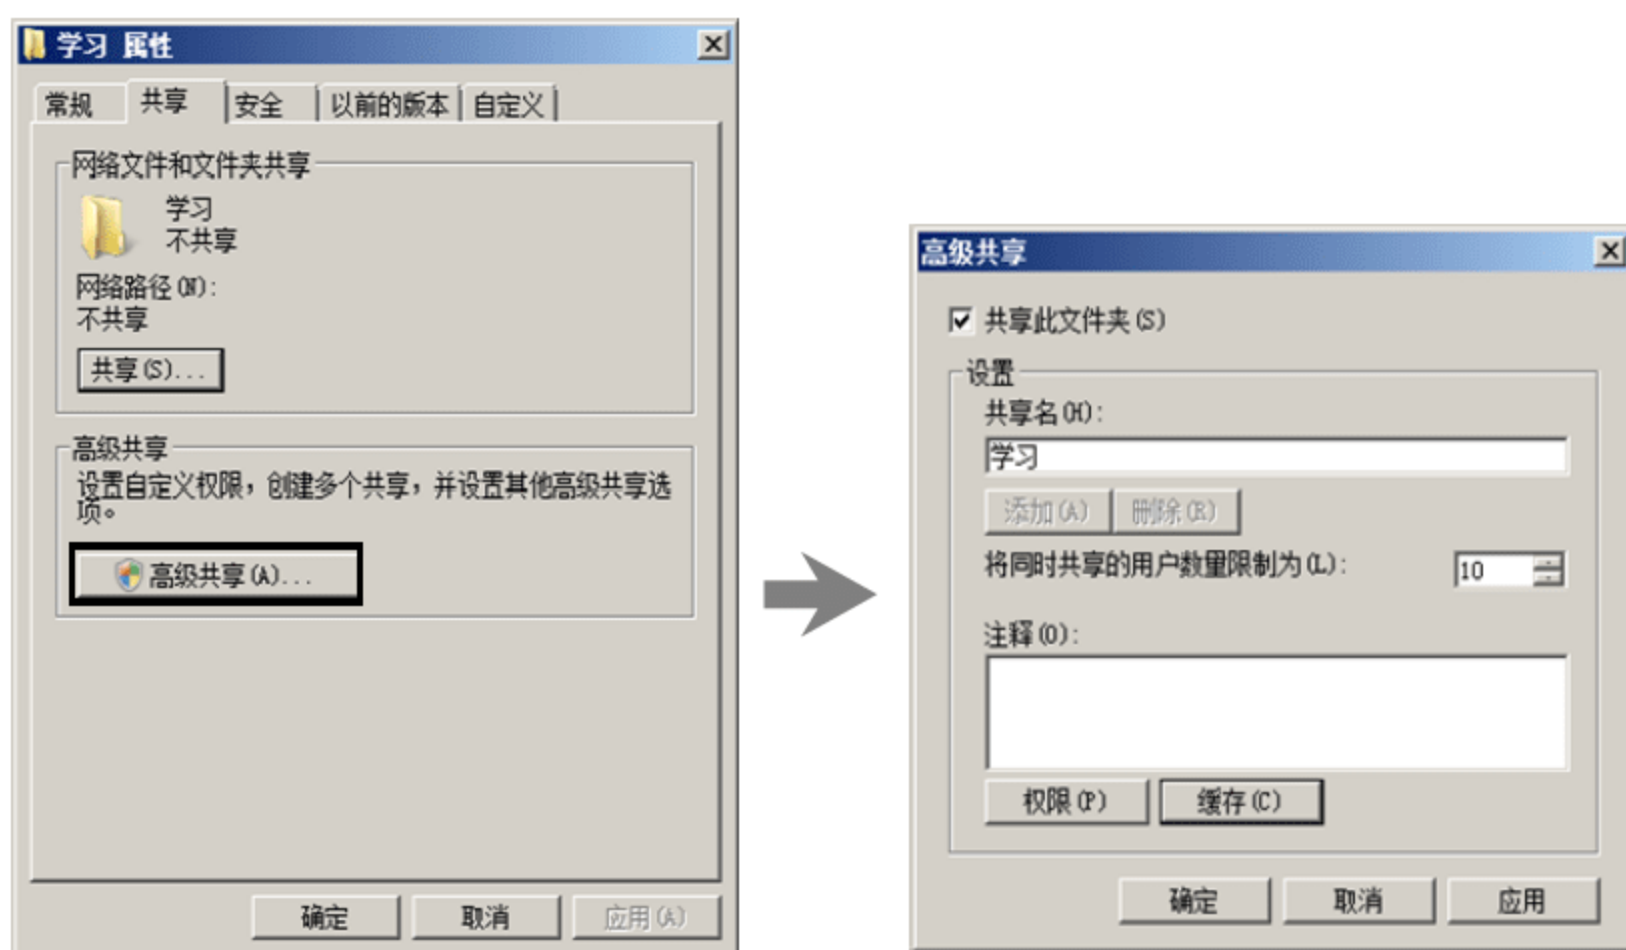 学习 属性
常规 共享 安全 以前的版本 自定义
网络文件和文件夹共享
学习
不共享
网络路径(N):
不共享
共享(S)...
高级共享
设置自定义权限，创建多个共享，并设置其他高级共享选
项。
高级共享(A)...
确定 取消 应用(A)
高级共享
共享此文件夹(S)
设置
共享名(H):
学习
添加(A) 删除(R)
将同时共享的用户数量限制为(L): 10
注释(O):
权限(P) 缓存(C)
确定 取消 应用